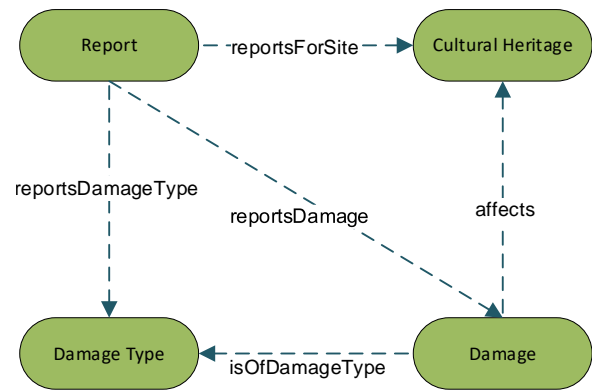 Report
reportsForSite
Cultural Heritage
reportsDamageType
reportsDamage
affects
Damage Type
isOfDamageType
Damage